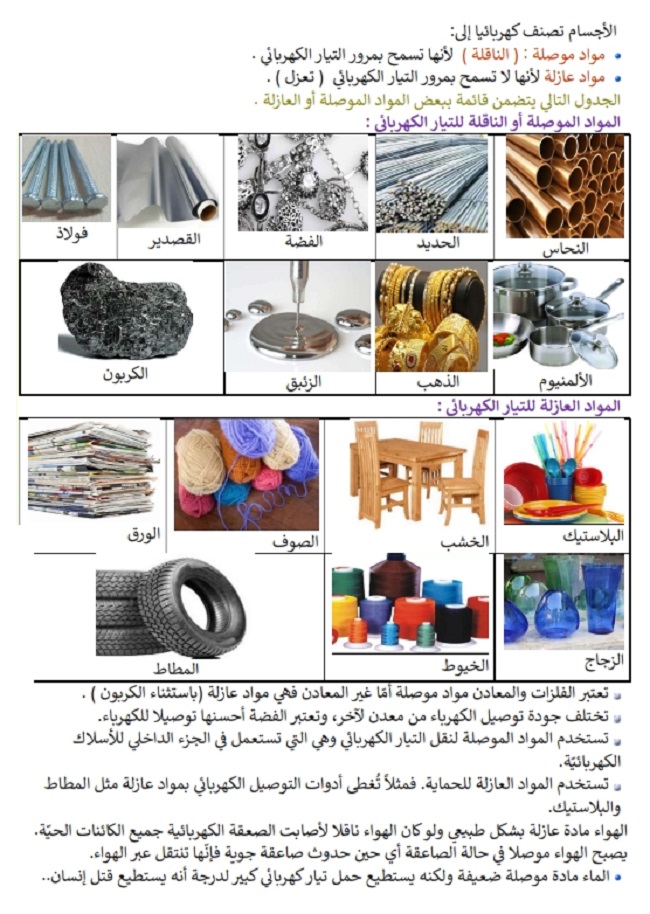 الأجسام تصنف كهربائيا إلى:
• مواد موصلة : ( الناقلة ) لأنها تسمح بمرور التيار الكهربائي .
• مواد عازلة لأنها لا تسمح بمرور التيار الكهربائي ( تعزل ) .
الجدول التالي يتضمن قائمة ببعض المواد الموصلة أو العازلة .
المواد الموصلة أو الناقلة للتيار الكهربائي :
النحاس الحديد الفضة القصدير فولاذ
الألمنيوم الذهب الزئبق الكربون
المواد العازلة للتيار الكهربائي :
البلاستيك الخشب الصوف الورق
الزجاج الخيوط المطاط
تعتبر الفلزات والمعادن مواد موصلة أمّا غير المعادن فهي مواد عازلة (باستثناء الكربون ) .
تختلف جودة توصيل الكهرباء من معدن لآخر، وتعتبر الفضة أحسنها توصيلا للكهرباء.
تستخدم المواد الموصلة لنقل التيار الكهربائي وهي التي تستعمل في الجزء الداخلي للأسلاك
الكهربائيّة.
تستخدم المواد العازلة للحماية. فمثلاً تُغطى أدوات التوصيل الكهربائي بمواد عازلة مثل المطاط
والبلاستيك.
الهواء مادة عازلة بشكل طبيعي ولو كان الهواء ناقلا لأصابت الصعقة الكهربائية جميع الكائنات الحيّة،
يصبح الهواء موصلا في حالة الصاعقة أي حين حدوث صاعقة جوية فإنّها تنتقل عبر الهواء.
• الماء مادة موصلة ضعيفة ولكنه يستطيع حمل تيار كهربائي كبير لدرجة أنه يستطيع قتل إنسان..